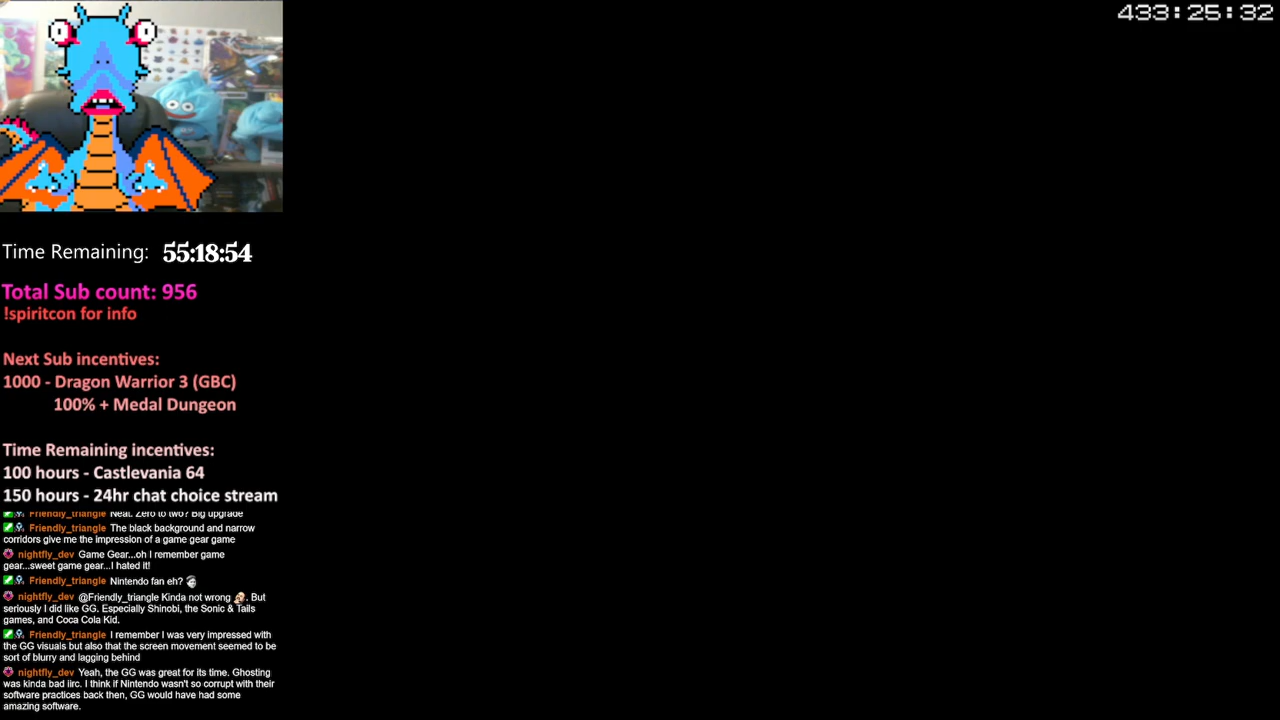 433:25:32
Time Remaining: 55:18:54
Total Sub count: 956
!spiritcon for info
Next Sub incentives:
1000 - Dragon Warrior 3 (GBC)
100% + Medal Dungeon
Time Remaining incentives:
100 hours - Castlevania 64
150 hours - 24hr chat choice stream
Friendly_triangle Neat. Zero to two? Big upgrade
Friendly_triangle The black background and narrow
corridors give me the impression of a game gear game
nightfly_dev Game Gear...oh I remember game
gear...sweet game gear...I hated it!
Friendly_triangle Nintendo fan eh?
nightfly_dev @Friendly_triangle Kinda not wrong . But
seriously I did like GG. Especially Shinobi, the Sonic & Tails
games, and Coca Cola Kid.
Friendly_triangle I remember I was very impressed with
the GG visuals but also that the screen movement seemed to be
sort of blurry and lagging behind
nightfly_dev Yeah, the GG was great for its time. Ghosting
was kinda bad iirc. I think if Nintendo wasn't so corrupt with their
software practices back then, GG would have had some
amazing software.